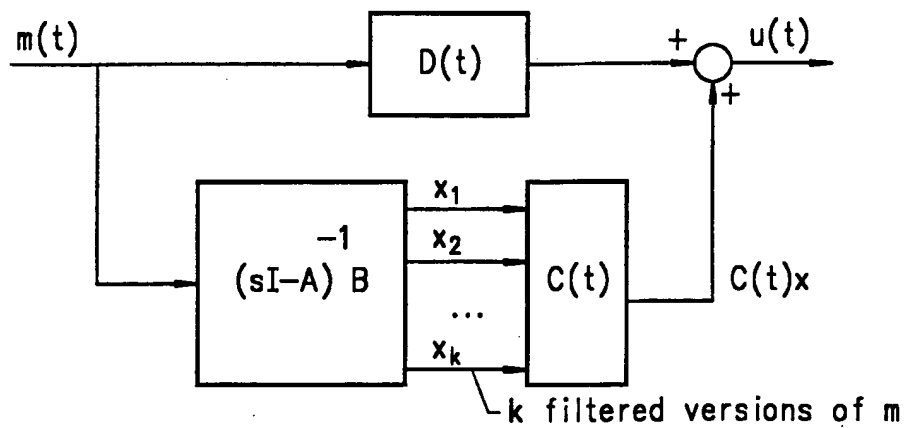 m(t)
D(t)
+
u(t)
+
x₁
-1
(sI-A) B
x₂
...
xₖ
C(t)
C(t)x
k filtered versions of m